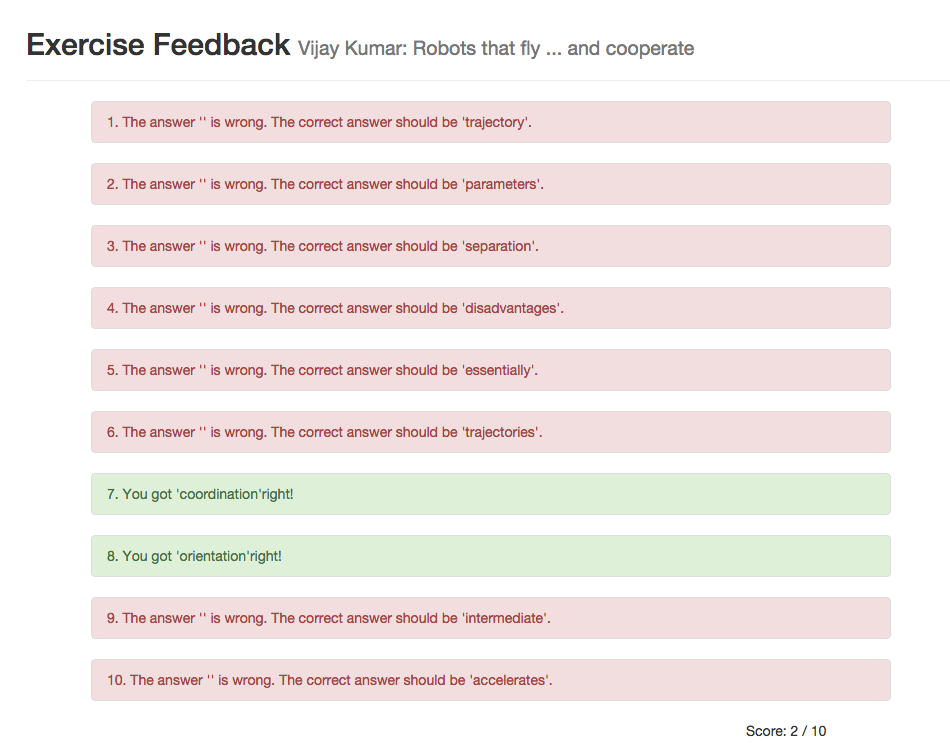 Exercise Feedback Vijay Kumar: Robots that fly ... and cooperate
1. The answer '' is wrong. The correct answer should be 'trajectory'.
2. The answer '' is wrong. The correct answer should be 'parameters'.
3. The answer '' is wrong. The correct answer should be 'separation'.
4. The answer '' is wrong. The correct answer should be 'disadvantages'.
5. The answer '' is wrong. The correct answer should be 'essentially'.
6. The answer '' is wrong. The correct answer should be 'trajectories'.
7. You got 'coordination'right!
8. You got 'orientation'right!
9. The answer '' is wrong. The correct answer should be 'intermediate'.
10. The answer '' is wrong. The correct answer should be 'accelerates'.
Score: 2 / 10